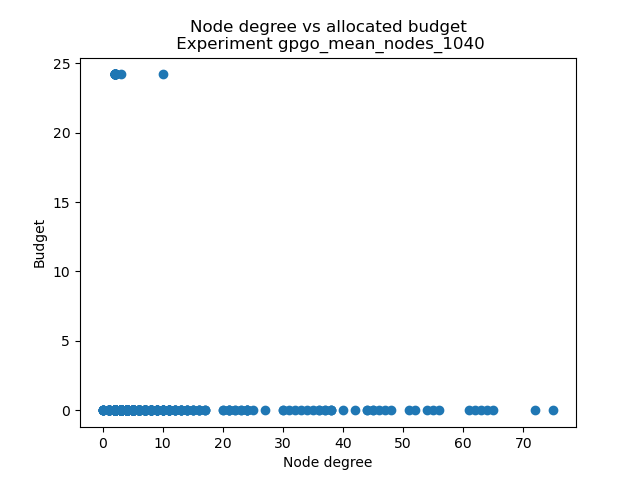 Node degree vs allocated budget
Experiment gpgo_mean_nodes_1040
25
20
15
10
5
0
Budget
0 10 20 30 40 50 60 70
Node degree